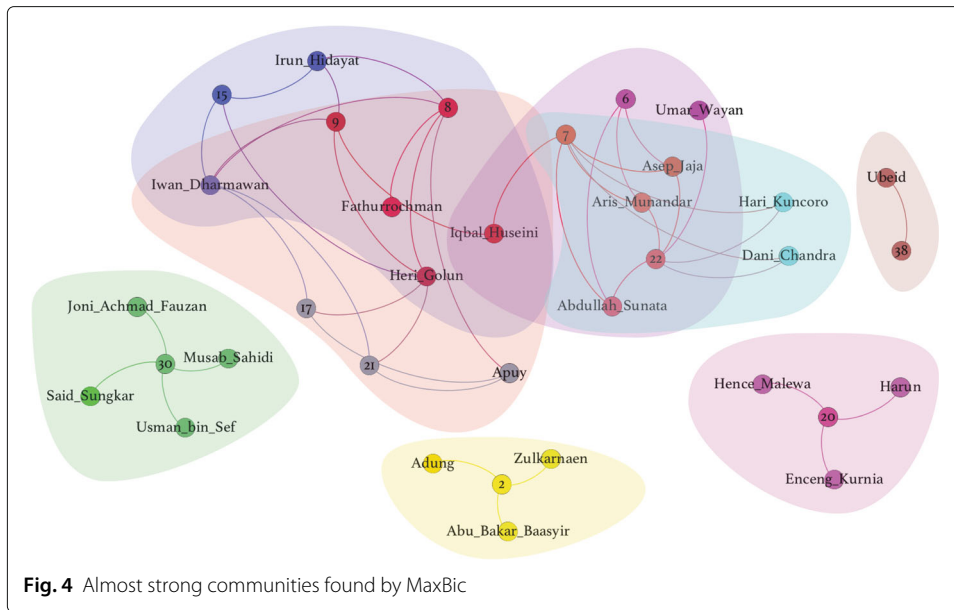 Irun_Hidayat
15
8
6
Umar_Wayan
9
7
Asep_Jaja
Ubeid
Iwan_Dharmawan
Fathurrochman
Aris_Munandar
Hari_Kuncoro
Iqbal_Huseini
38
22
Dani_Chandra
Heri_Golun
Joni_Achmad_Fauzan
17
Abdullah_Sunata
30
Musab_Sahidi
21
Apuy
Said_Sungkar
Hence_Malewa
Harun
Usman_bin_Sef
20
Adung
Zulkarnaen
2
Enceng_Kurnia
Abu_Bakar_Baasyir
Fig. 4 Almost strong communities found by MaxBic